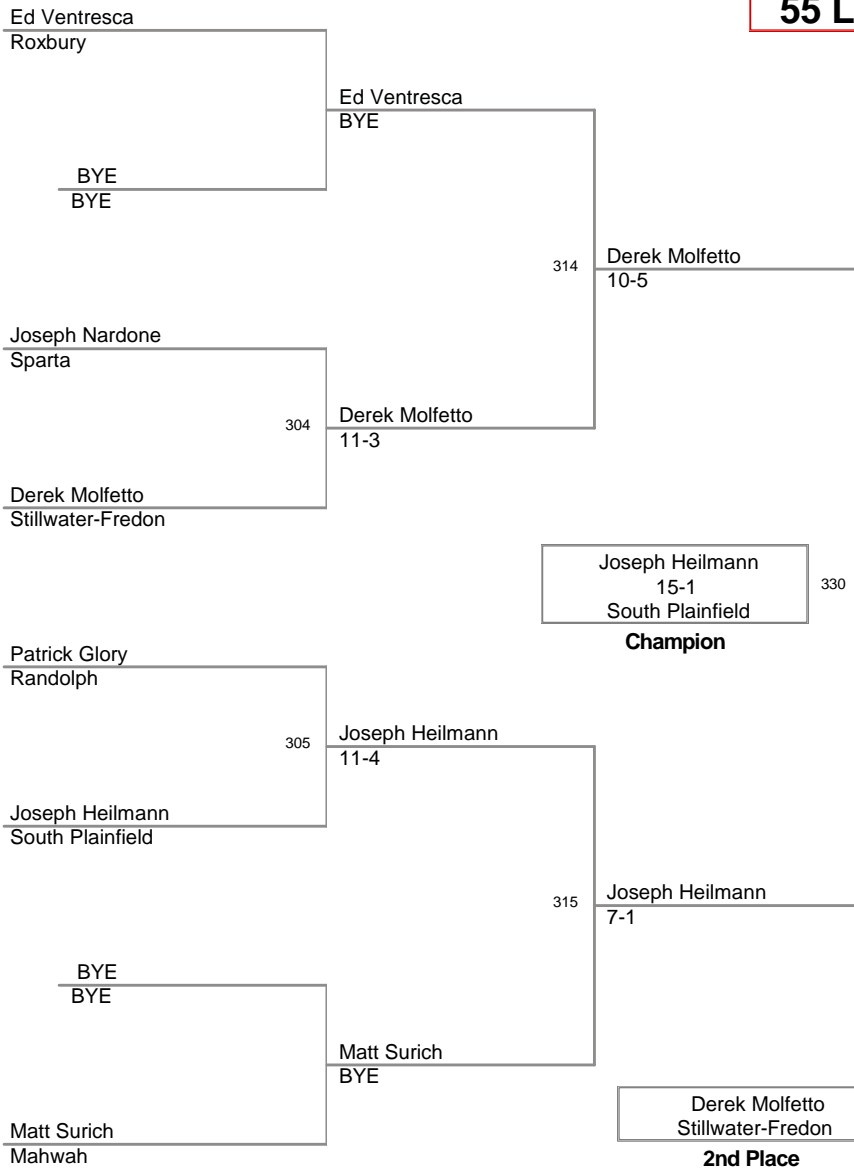 55 L
Ed Ventresca
Roxbury
Ed Ventresca
BYE
BYE
BYE
314
Derek Molfetto
10-5
Joseph Nardone
Sparta
304
Derek Molfetto
11-3
Derek Molfetto
Stillwater-Fredon
Joseph Heilmann
15-1
South Plainfield
330
Champion
Patrick Glory
Randolph
305
Joseph Heilmann
11-4
Joseph Heilmann
South Plainfield
315
Joseph Heilmann
7-1
BYE
BYE
Matt Surich
BYE
Derek Molfetto
Stillwater-Fredon
2nd Place
Matt Surich
Mahwah